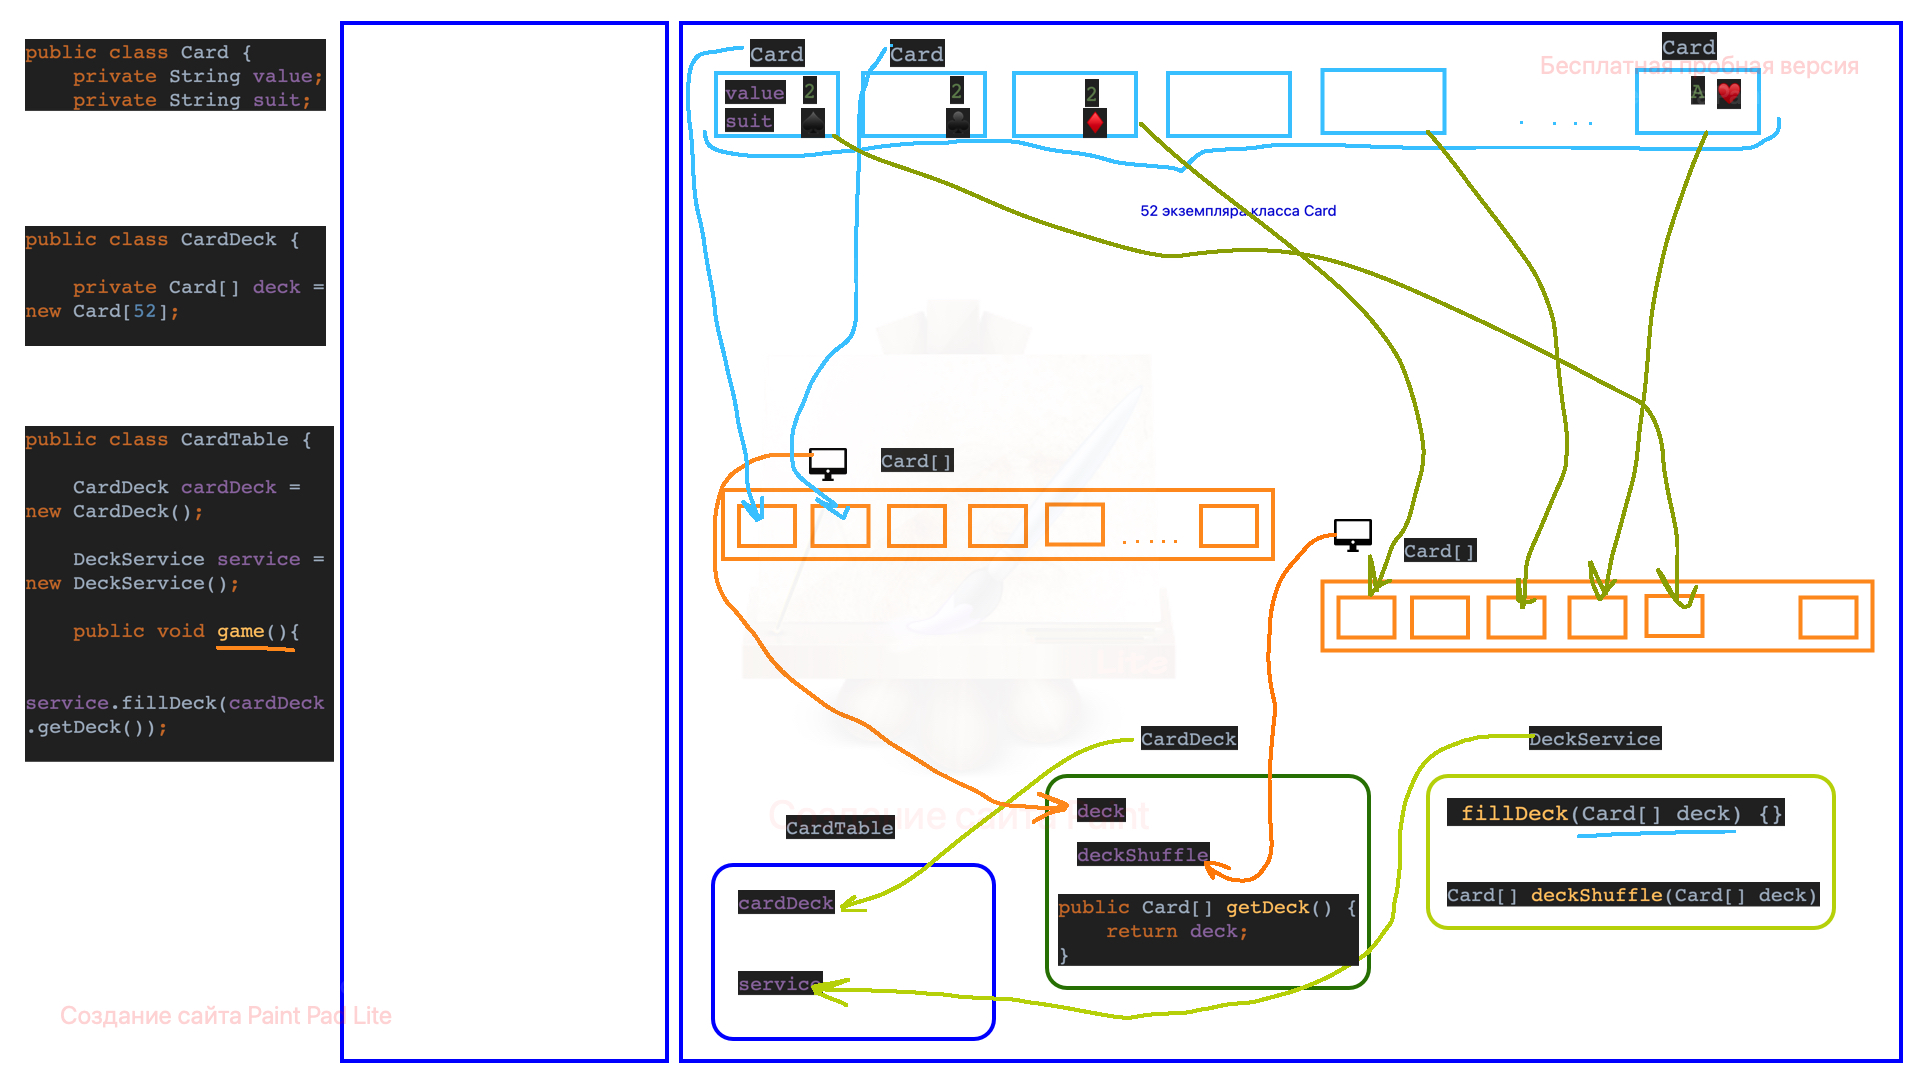 public class Card {
private String value;
private String suit;
public class CardDeck {
private Card[] deck =
new Card[52];
public class CardTable {
CardDeck cardDeck =
new CardDeck();
DeckService service =
new DeckService();
public void game(){
service.fillDeck(cardDeck
.getDeck());
Создание сайта Paint Pad Lite
Card
Card
Card
Бесплатная пробная версия
value 2
suit ♠
2
♣
2
♦
A ♥
52 экземпляра класса Card
Card[]
Card[]
Lite
Создание сайта Paint
CardDeck
deck
deckShuffle
public Card[] getDeck() {
return deck;
}
CardTable
cardDeck
service
DeckService
fillDeck(Card[] deck) {}
Card[] deckShuffle(Card[] deck)